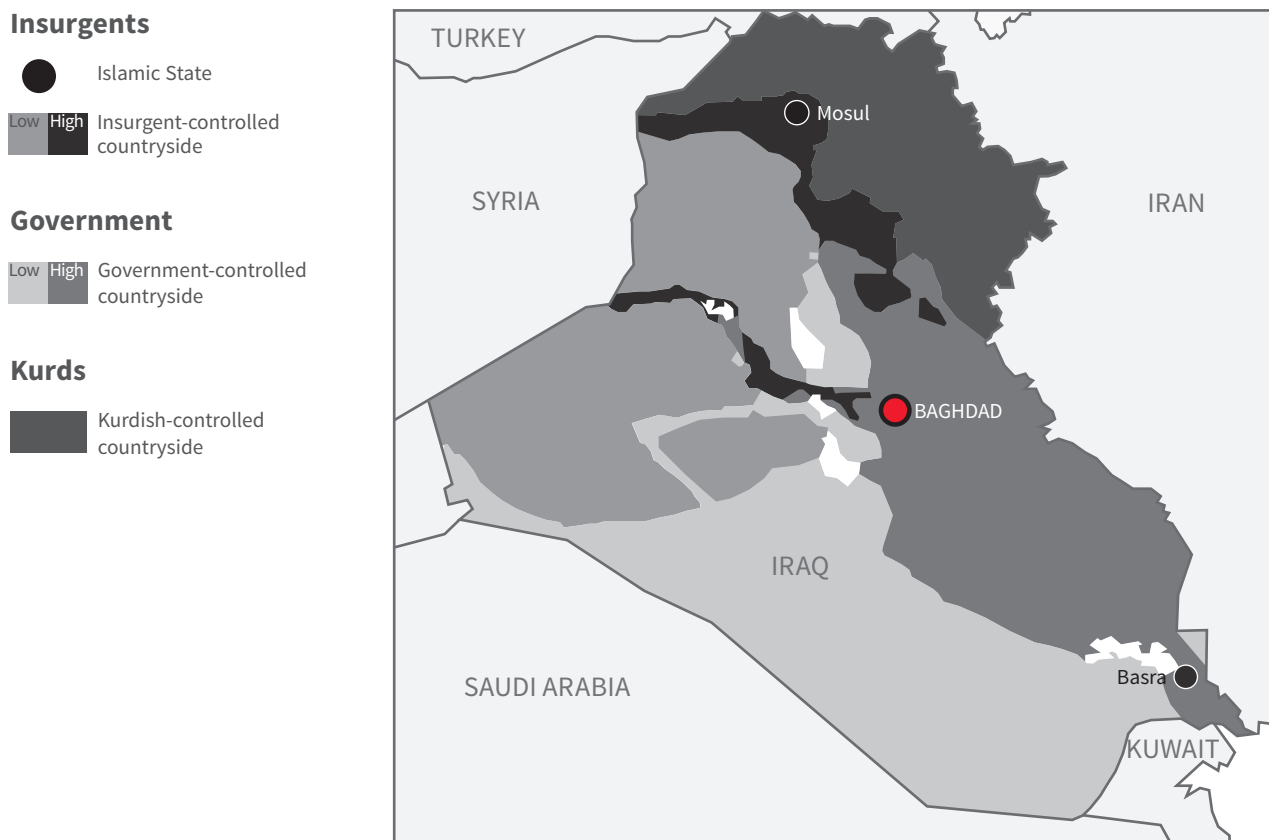 Insurgents
Islamic State
Low High Insurgent-controlled
countryside
Government
Low High Government-controlled
countryside
Kurds
Kurdish-controlled
countryside
TURKEY
Mosul
SYRIA
IRAN
BAGHDAD
IRAQ
SAUDI ARABIA
Basra
KUWAIT